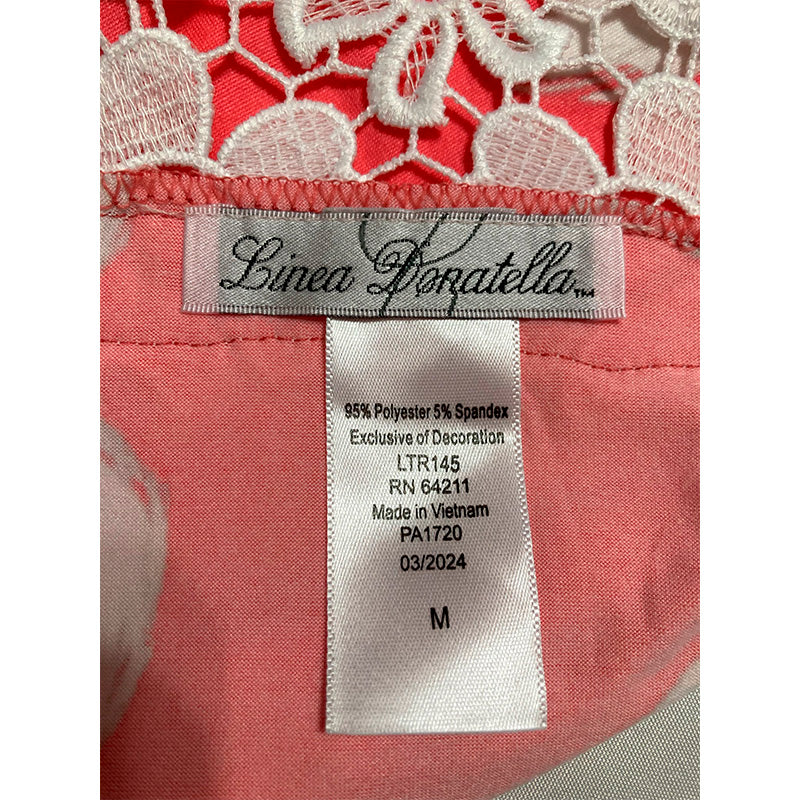 Linea Donatella™
95% Polyester 5% Spandex
Exclusive of Decoration
LTR145
RN 64211
Made in Vietnam
PA1720
03/2024
M